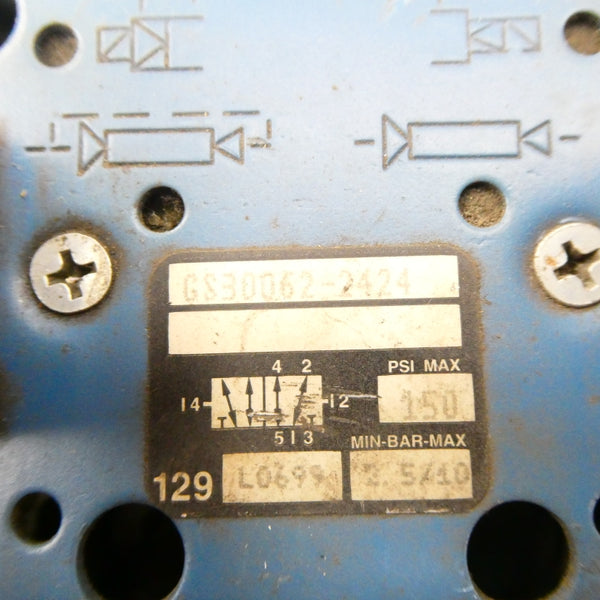 GS30062-2424
4 2
14 12
5 1 3
PSI MAX
150
MIN-BAR-MAX
129 L0699 2.5/10